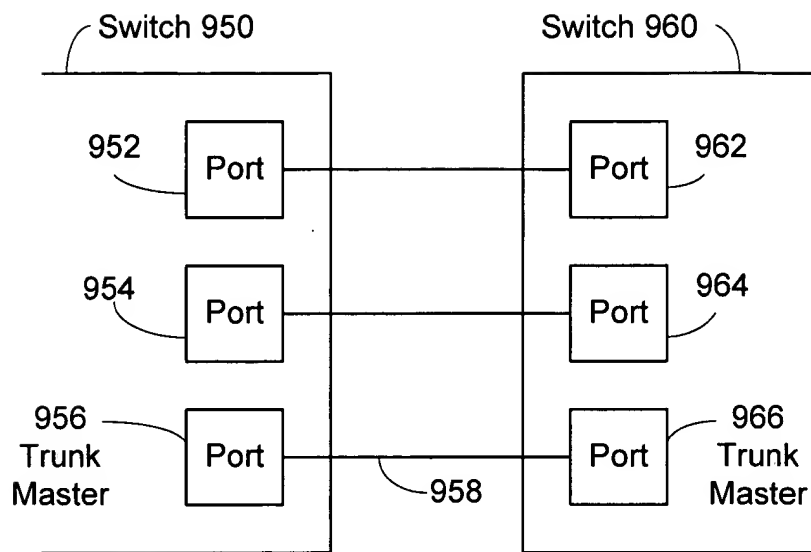 Switch 950
Switch 960
952
Port
Port
962
954
Port
Port
964
956
Trunk
Master
Port
958
Port
966
Trunk
Master